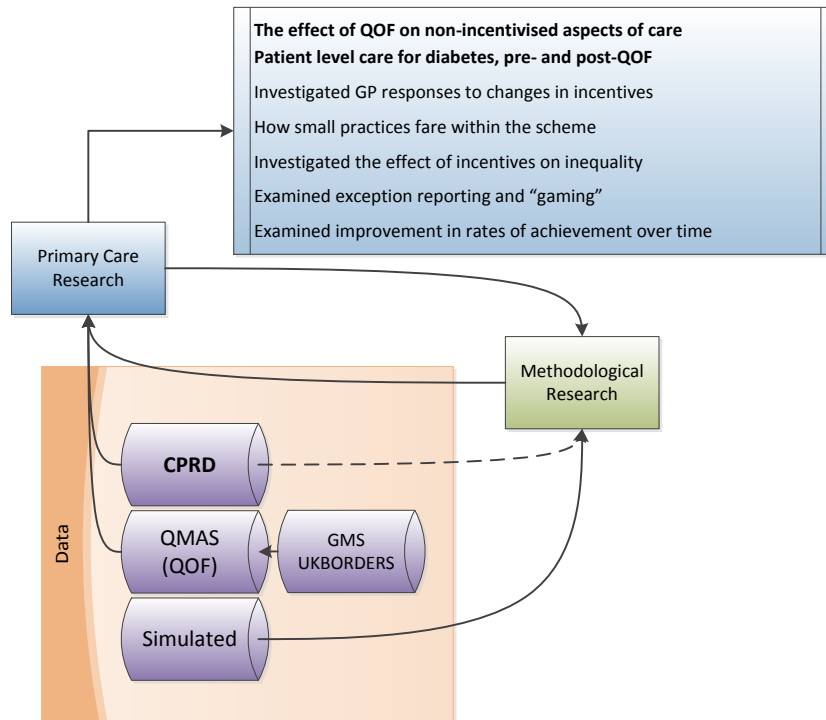 The effect of QOF on non-incentivised aspects of care
Patient level care for diabetes, pre- and post-QOF
Investigated GP responses to changes in incentives
How small practices fare within the scheme
Investigated the effect of incentives on inequality
Examined exception reporting and “gaming”
Examined improvement in rates of achievement over time
Primary Care
Research
Methodological
Research
Data
CPRD
QMAS
(QOF)
GMS
UKBORDERS
Simulated